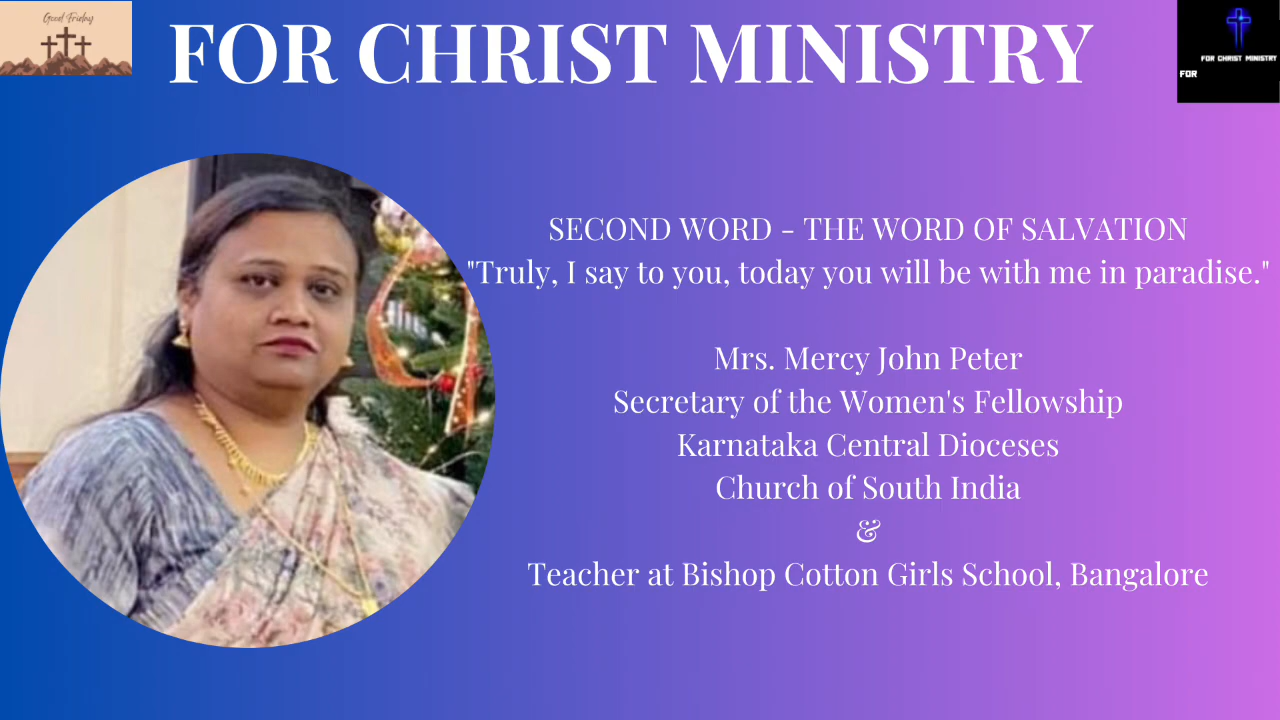 Good Friday
FOR CHRIST MINISTRY
FOR CHRIST MINISTRY
FOR
SECOND WORD - THE WORD OF SALVATION
"Truly, I say to you, today you will be with me in paradise."
Mrs. Mercy John Peter
Secretary of the Women's Fellowship
Karnataka Central Dioceses
Church of South India
&
Teacher at Bishop Cotton Girls School, Bangalore